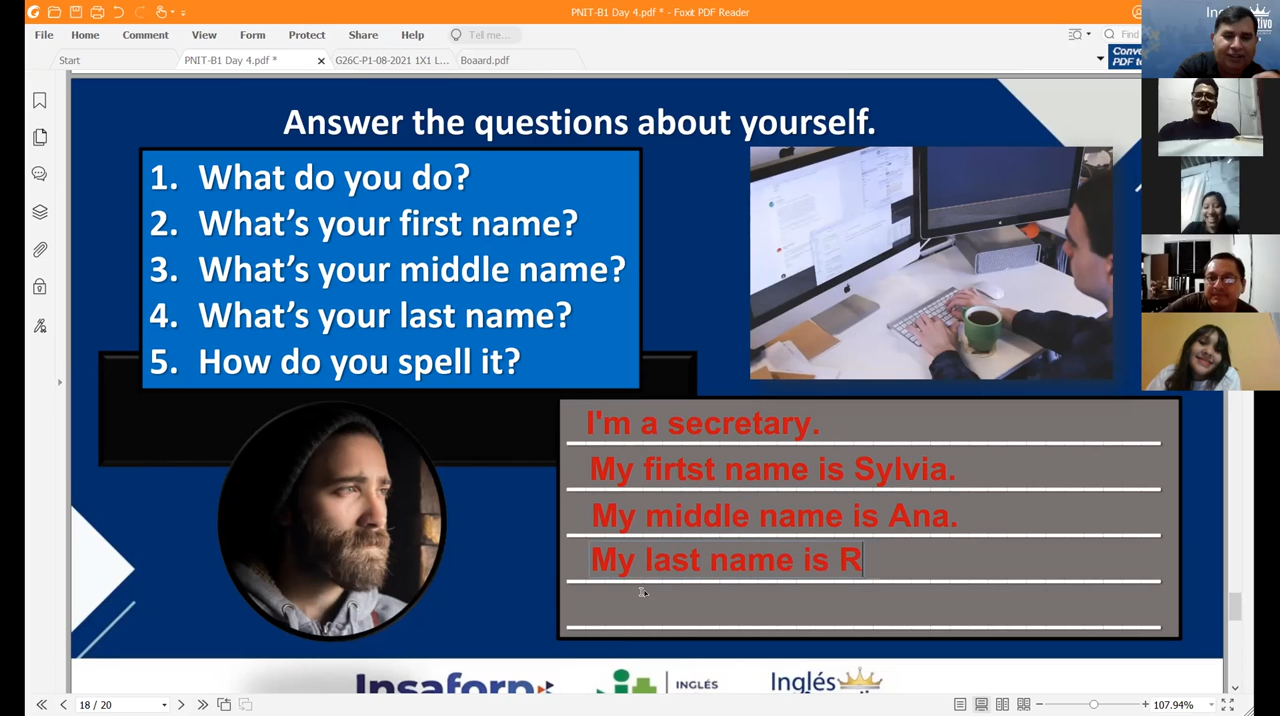 PNIT-B1 Day 4.pdf * - Foxit PDF Reader
File Home Comment View Form Protect Share Help Tell me... Find
Start PNIT-B1 Day 4.pdf * G26C-P1-08-2021 1X1 L... Boaard.pdf
Answer the questions about yourself.
1. What do you do?
2. What's your first name?
3. What's your middle name?
4. What's your last name?
5. How do you spell it?
I'm a secretary.
My firtst name is Sylvia.
My middle name is Ana.
My last name is R
Insaforp
INGLÉS
Inglés
18 / 20
107.94%